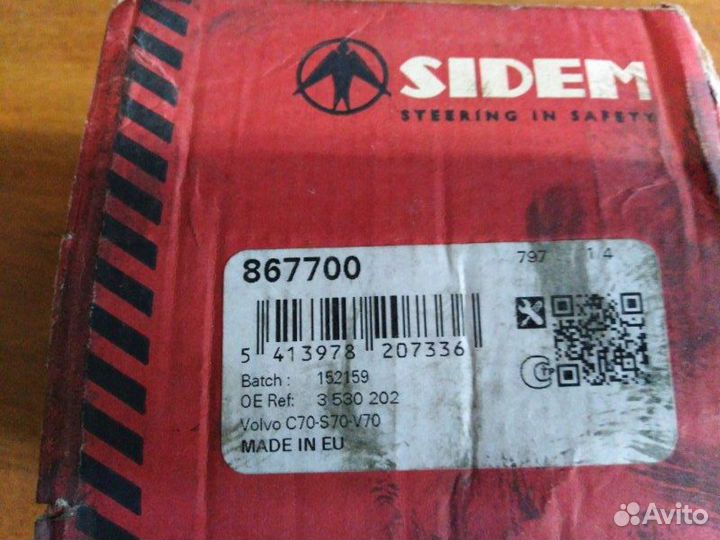 SIDEM
STEERING IN SAFETY
867700
797 1 4
5 413978 207336
Batch : 152159
OE Ref: 3 530 202
Volvo C70-S70-V70
MADE IN EU
Avito